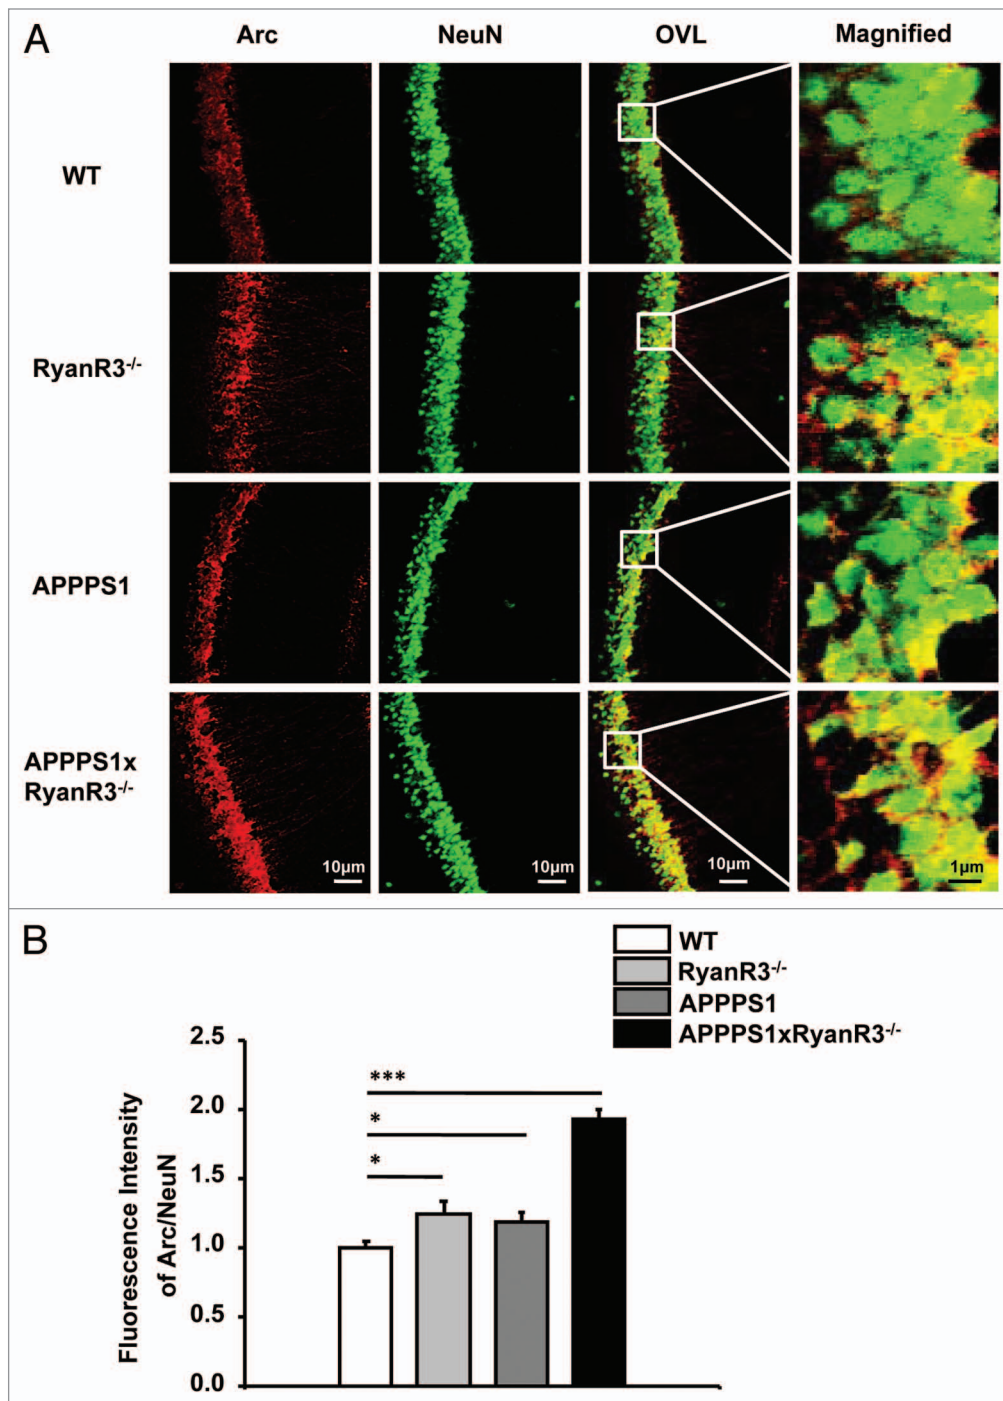 A
Arc NeuN OVL Magnified
WT
RyanR3-/-
APPPS1
APPPS1x
RyanR3-/-
10µm 10µm 10µm 1µm
B
WT
RyanR3-/-
APPPS1
APPPS1xRyanR3-/-
Fluorescence Intensity
of Arc/NeuN
2.5
2.0
1.5
1.0
0.5
0.0
***
*
*